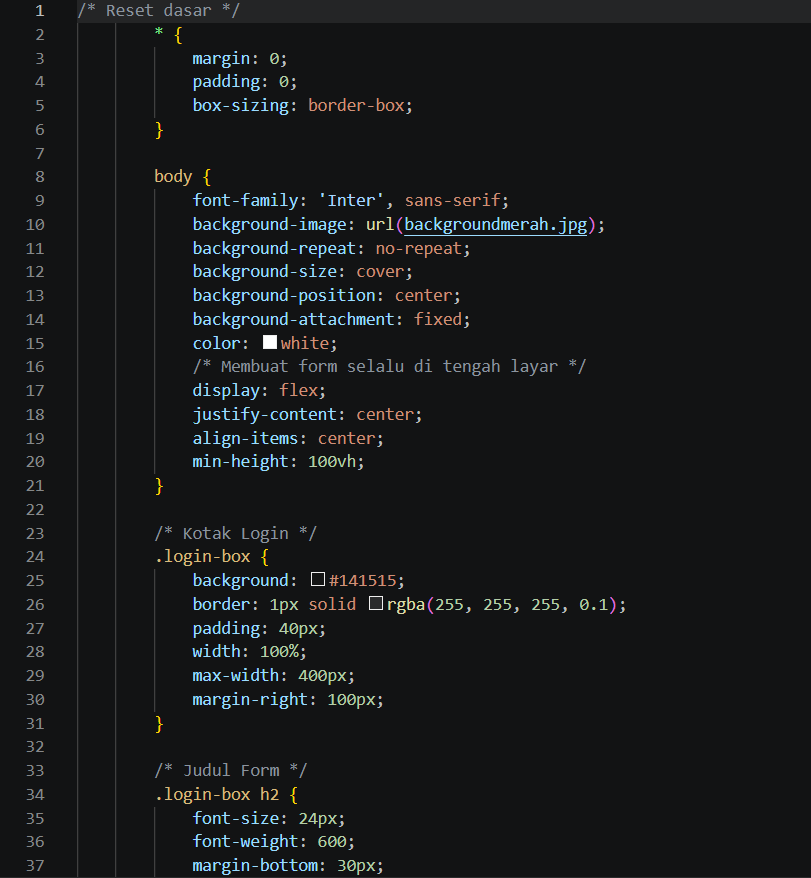 1 /* Reset dasar */
2 * {
3 margin: 0;
4 padding: 0;
5 box-sizing: border-box;
6 }
7
8 body {
9 font-family: 'Inter', sans-serif;
10 background-image: url(backgroundmerah.jpg);
11 background-repeat: no-repeat;
12 background-size: cover;
13 background-position: center;
14 background-attachment: fixed;
15 color: white;
16 /* Membuat form selalu di tengah layar */
17 display: flex;
18 justify-content: center;
19 align-items: center;
20 min-height: 100vh;
21 }
22
23 /* Kotak Login */
24 .login-box {
25 background: #141515;
26 border: 1px solid rgba(255, 255, 255, 0.1);
27 padding: 40px;
28 width: 100%;
29 max-width: 400px;
30 margin-right: 100px;
31 }
32
33 /* Judul Form */
34 .login-box h2 {
35 font-size: 24px;
36 font-weight: 600;
37 margin-bottom: 30px;